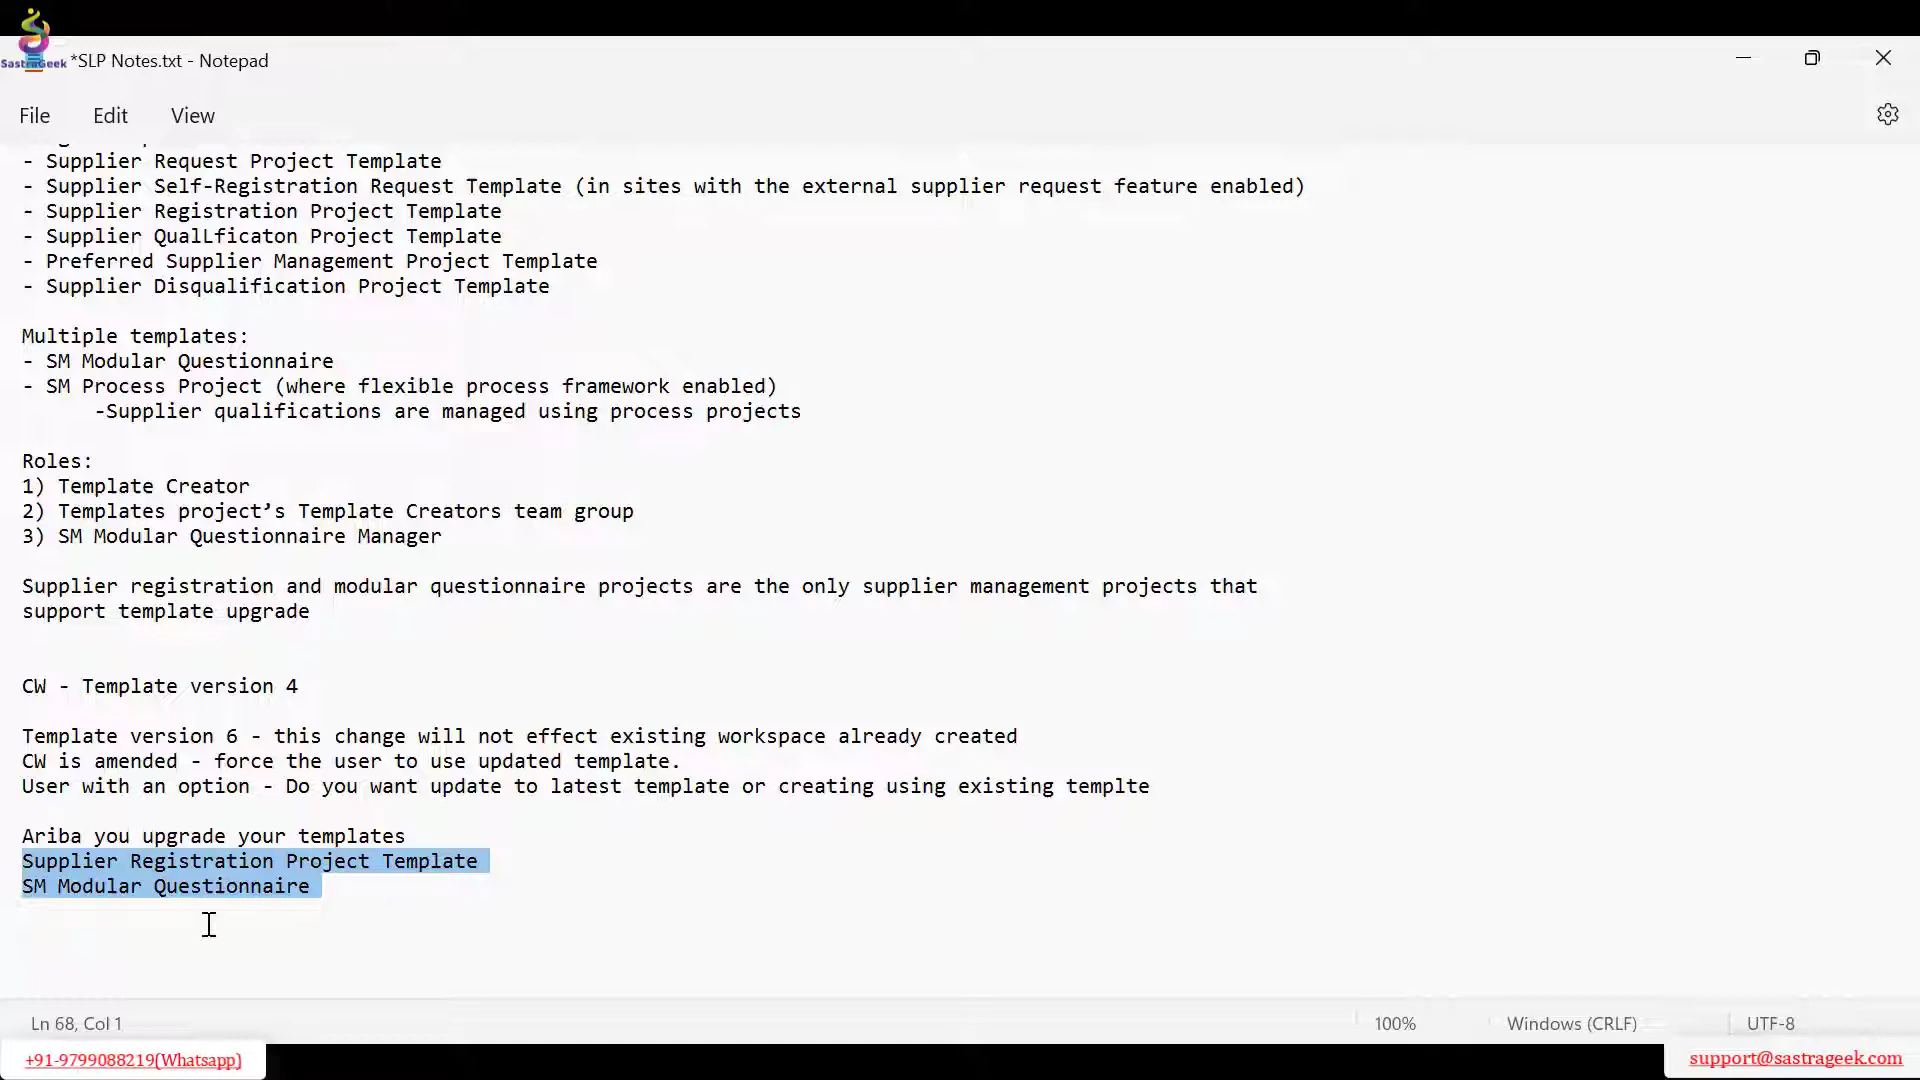 SastraGeek
*SLP Notes.txt - Notepad
File Edit View
- Supplier Request Project Template
- Supplier Self-Registration Request Template (in sites with the external supplier request feature enabled)
- Supplier Registration Project Template
- Supplier QualLficaton Project Template
- Preferred Supplier Management Project Template
- Supplier Disqualification Project Template
Multiple templates:
- SM Modular Questionnaire
- SM Process Project (where flexible process framework enabled)
-Supplier qualifications are managed using process projects
Roles:
1) Template Creator
2) Templates project’s Template Creators team group
3) SM Modular Questionnaire Manager
Supplier registration and modular questionnaire projects are the only supplier management projects that
support template upgrade
CW - Template version 4
Template version 6 - this change will not effect existing workspace already created
CW is amended - force the user to use updated template.
User with an option - Do you want update to latest template or creating using existing templte
Ariba you upgrade your templates
Supplier Registration Project Template
SM Modular Questionnaire
Ln 68, Col 1 100% Windows (CRLF) UTF-8
+91-9799088219(Whatsapp) support@sastrageek.com